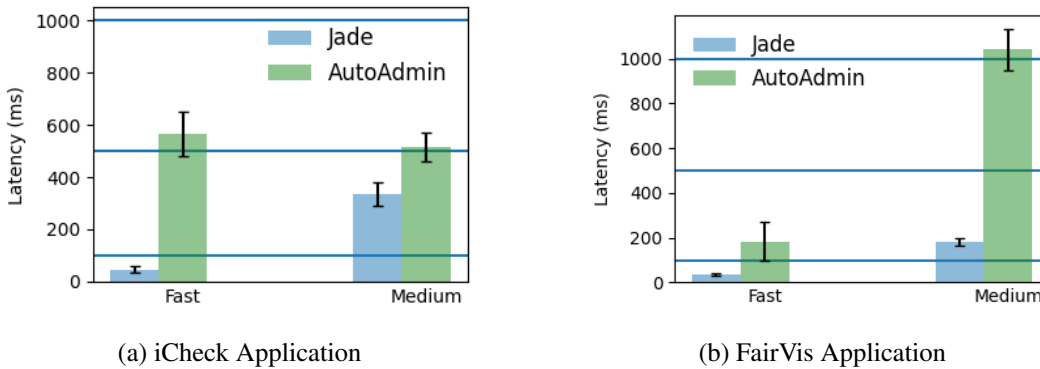 1000
800
600
400
200
0
Latency (ms)
Jade
AutoAdmin
Fast
Medium
(a) iCheck Application
1000
800
600
400
200
0
Latency (ms)
Jade
AutoAdmin
Fast
Medium
(b) FairVis Application